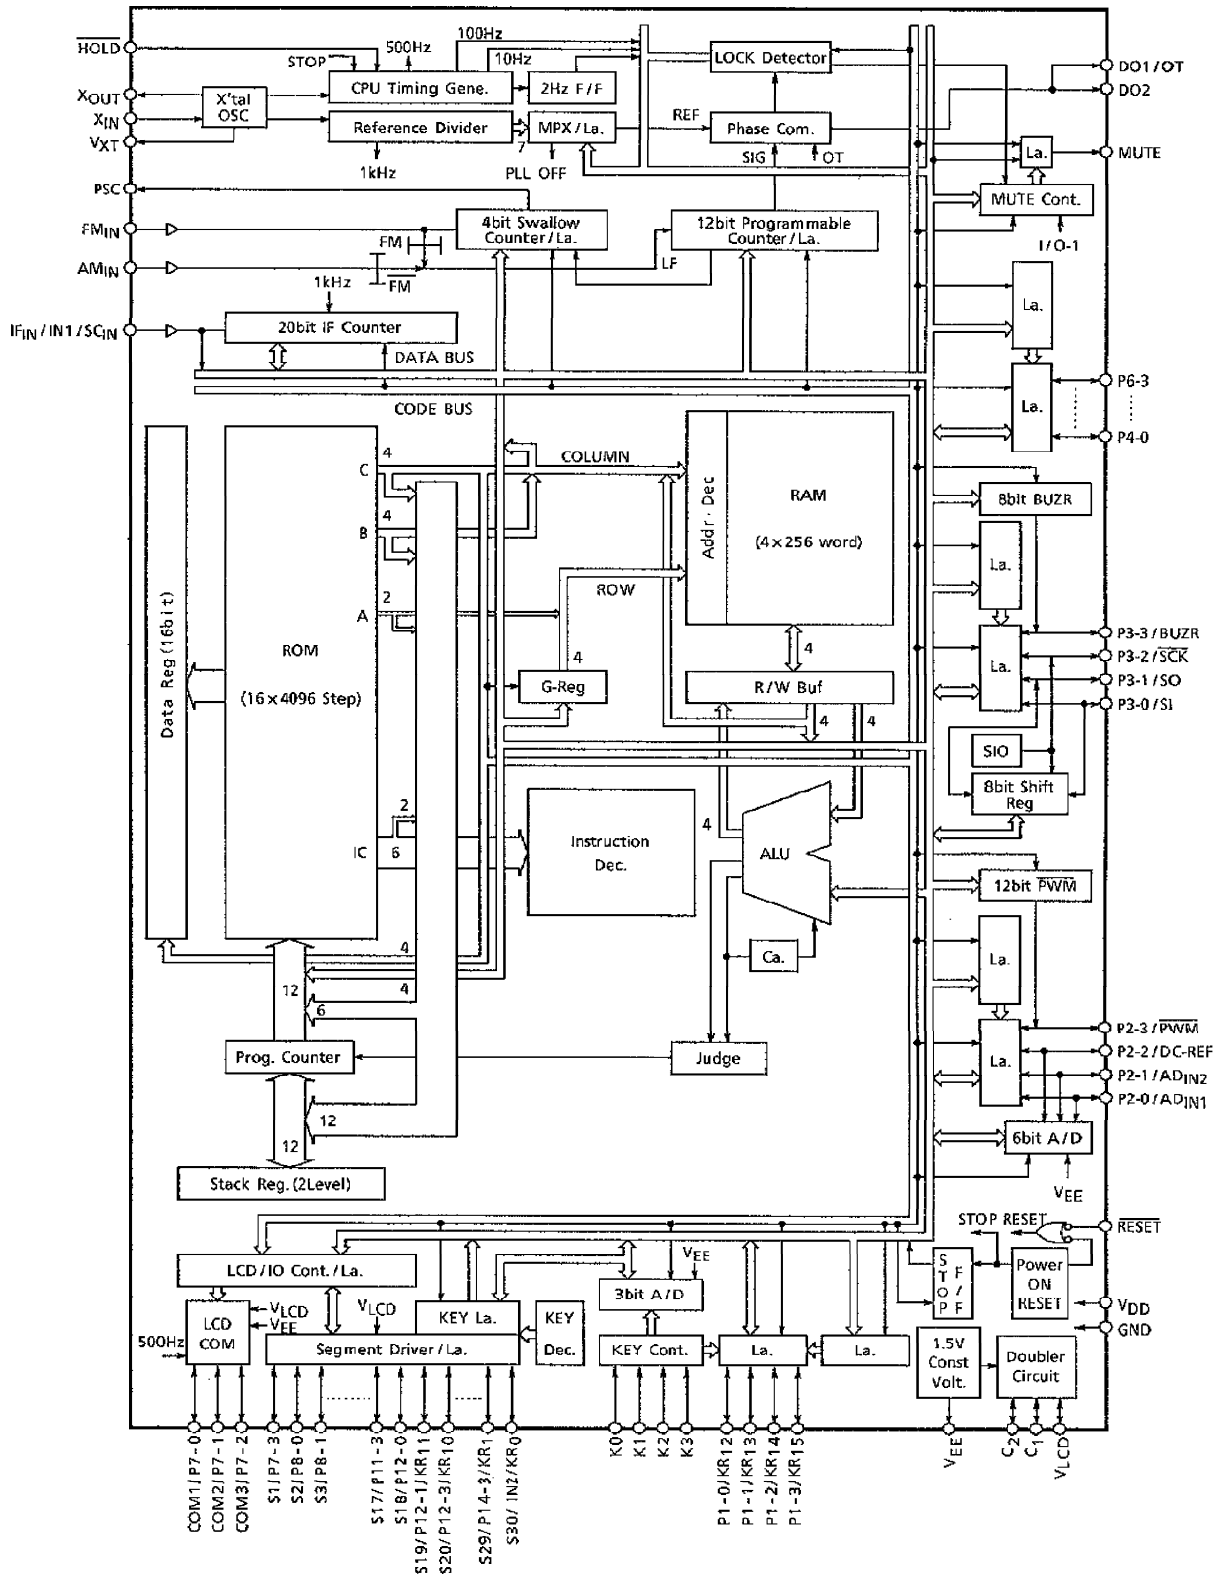 HOLD
STOP
500Hz
100Hz
10Hz
CPU Timing Gene.
2Hz F/F
LOCK Detector
DO1/OT
DO2
XOUT
X'tal
OSC
XIN
VXT
Reference Divider
7
MPX/La.
REF
Phase Com.
1kHz
PLL OFF
SIG
OT
La.
MUTE
MUTE Cont.
I/O-1
PSC
FMIN
4bit Swallow
Counter/La.
12bit Programmable
Counter/La.
FM
AMIN
FM
LF
1kHz
IFIN/IN1/SCIN
20bit IF Counter
DATA BUS
CODE BUS
La.
La.
P6-3
P4-0
Data Reg (16bit)
ROM
(16×4096 Step)
C
4
B
4
A
2
IC
2
6
COLUMN
ROW
4
G-Reg
Addr. Dec
RAM
(4×256 word)
4
R/W Buf
4
4
8bit BUZR
La.
La.
P3-3/BUZR
P3-2/SCK
P3-1/SO
P3-0/SI
SIO
8bit Shift
Reg
Instruction
Dec.
4
ALU
Ca.
12bit PWM
La.
La.
P2-3/PWM
P2-2/DC-REF
P2-1/ADIN2
P2-0/ADIN1
6bit A/D
VEE
4
4
12
6
Prog. Counter
Judge
12
12
Stack Reg. (2Level)
STOP RESET
RESET
LCD/IO Cont./La.
VEE
3bit A/D
STOP
F/F
Power
ON
RESET
VDD
GND
LCD
COM
VLCD
VEE
500Hz
VLCD
KEY La.
KEY
Dec.
Segment Driver/La.
KEY Cont.
La.
La.
1.5V
Const
Volt.
Doubler
Circuit
COM1/P7-0
COM2/P7-1
COM3/P7-2
S1/P7-3
S2/P8-0
S3/P8-1
S17/P11-3
S18/P12-0
S19/P12-1/KR11
S20/P12-3/KR10
S29/P14-3/KR1
S30/IN2/KR0
K0
K1
K2
K3
P1-0/KR12
P1-1/KR13
P1-2/KR14
P1-3/KR15
VEE
C2
C1
VLCD